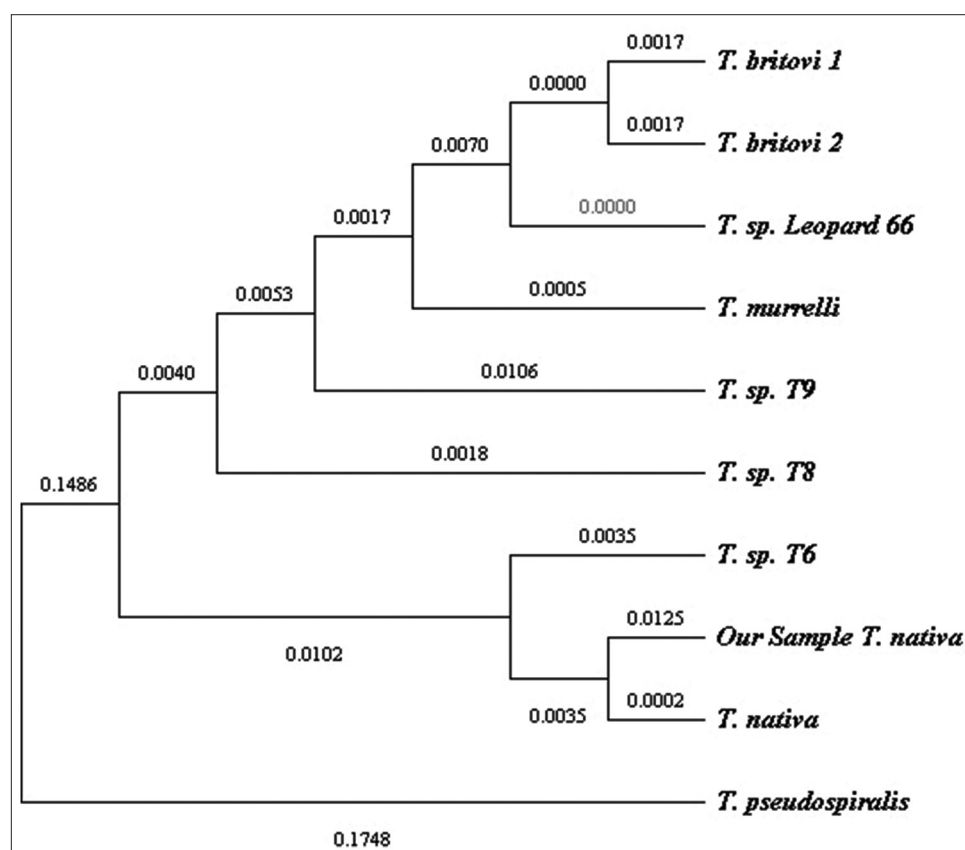 0.0017
T. britovi 1
0.0000
0.0017
T. britovi 2
0.0070
0.0000
T. sp. Leopard 66
0.0017
0.0005
T. murrelli
0.0053
0.0106
T. sp. T9
0.0040
0.0018
T. sp. T8
0.1486
0.0035
T. sp. T6
0.0125
Our Sample T. nativa
0.0102
0.0002
T. nativa
0.0035
T. pseudospiralis
0.1748